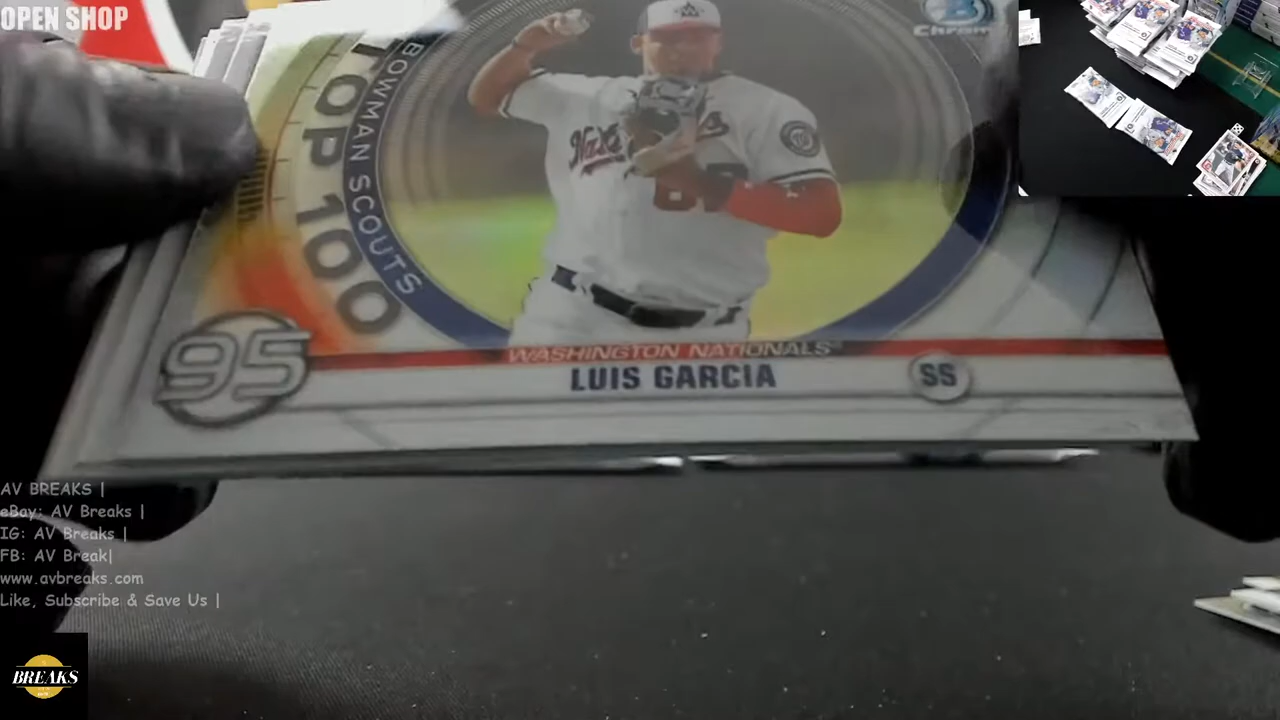 OPEN SHOP
TOP 100
BOWMAN SCOUTS
95
WASHINGTON NATIONALS
LUIS GARCIA
SS
AV BREAKS |
eBay: AV Breaks |
IG: AV Breaks |
FB: AV Break|
www.avbreaks.com
Like, Subscribe & Save Us |
BREAKS